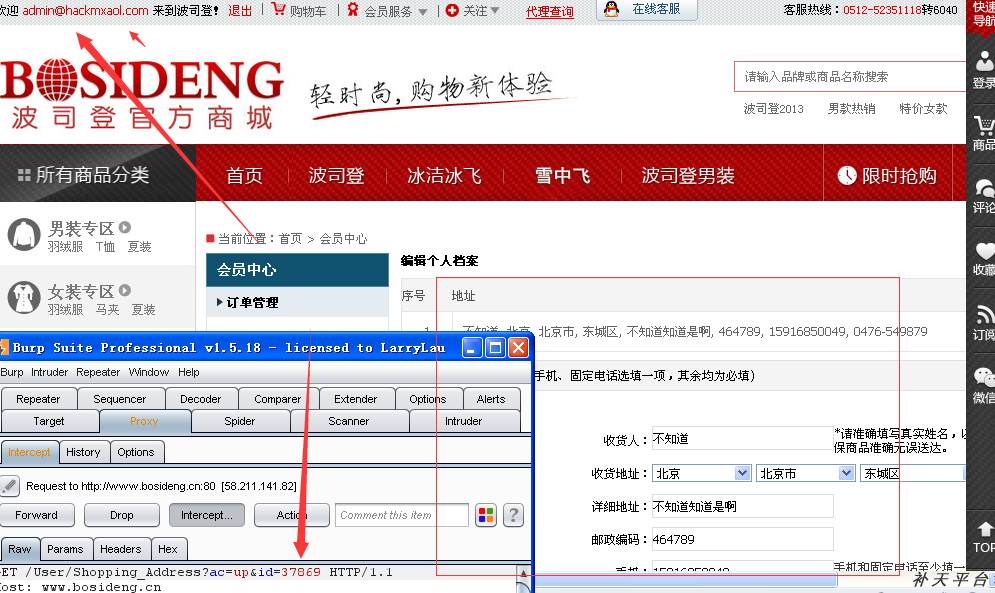 欢迎 admin@hackmxaol.com 来到波司登! 退出 购物车 会员服务 关注 代理查询 在线客服 客服热线：0512-52351118转6040
快速
导航
BOSIDENG
波司登官方商城
轻时尚,购物新体验
请输入品牌或商品名称搜索
波司登2013 男款热销 特价女款
登录
商品
评论
收藏
订阅
微信
TOP
所有商品分类 首页 波司登 冰洁冰飞 雪中飞 波司登男装 限时抢购
男装专区
羽绒服 T恤 夏装
女装专区
羽绒服 马夹 夏装
当前位置：首页 > 会员中心
会员中心
订单管理
编辑个人档案
序号 地址
1 不知道, 北京, 北京市, 东城区, 不知道知道是啊, 464789, 15916850049, 0476-549879
手机、固定电话选填一项，其余均为必填)
收货人： 不知道 *请准确填写真实姓名，以
保商品准确无误送达。
收货地址： 北京 北京市 东城区
详细地址： 不知道知道是啊
邮政编码： 464789
手机： 15916850049 手机和固定电话至少填一
Burp Suite Professional v1.5.18 - licensed to LarryLau
Burp Intruder Repeater Window Help
Repeater Sequencer Decoder Comparer Extender Options Alerts
Target Proxy Spider Scanner Intruder
Intercept History Options
Request to http://www.bosideng.cn:80 [58.211.141.82]
Forward Drop Intercept... Action Comment this item ?
Raw Params Headers Hex
GET /User/Shopping_Address?ac=up&id=37869 HTTP/1.1
Host: www.bosideng.cn
补天平台